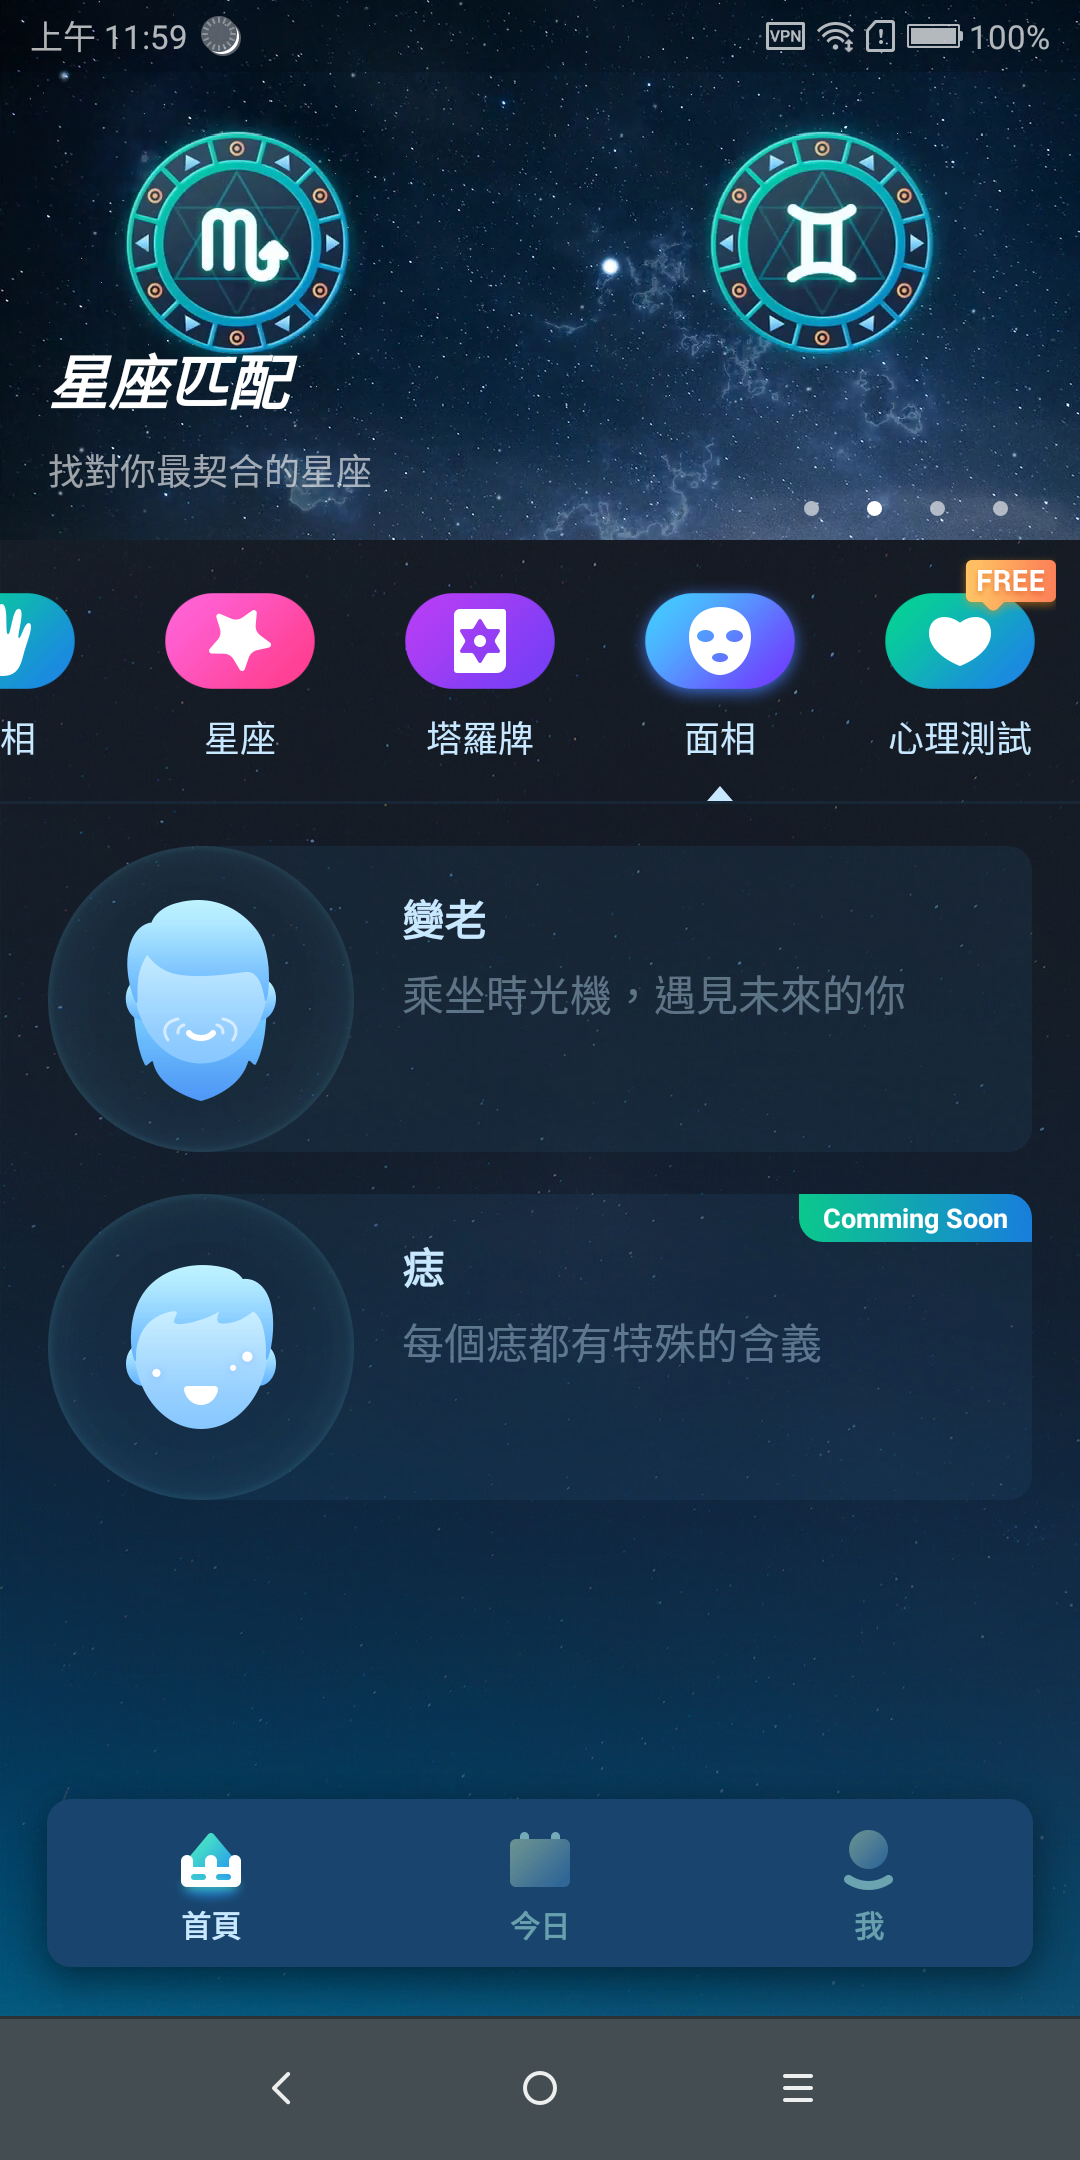 上午 11:59
VPN
100%
星座匹配
找對你最契合的星座
FREE
相
星座
塔羅牌
面相
心理測試
變老
乘坐時光機，遇見未來的你
Comming Soon
痣
每個痣都有特殊的含義
首頁
今日
我